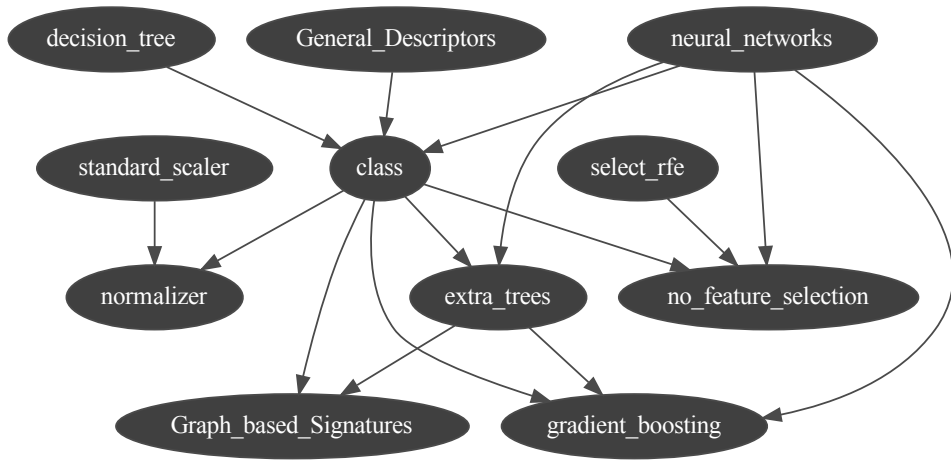 decision_tree
General_Descriptors
neural_networks
standard_scaler
class
select_rfe
normalizer
extra_trees
no_feature_selection
Graph_based_Signatures
gradient_boosting